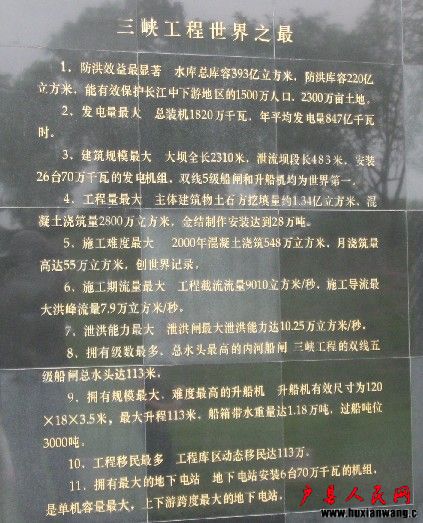 三峡工程世界之最
1、防洪效益最显著　水库总库容393亿立方米，防洪库容220亿
立方米，能有效保护长江中下游地区的1500万人口，2300万亩土地。
2、发电量最大　总装机1820万千瓦，年平均发电量847亿千瓦
时。
3、建筑规模最大　大坝全长2310米，泄流坝段长483米，安装
26台70万千瓦的发电机组，双线5级船闸和升船机均为世界第一。
4、工程量最大　主体建筑物土石方挖填量约1.34亿立方米，混
凝土浇筑量2800万立方米，金结制作安装达到28万吨。
5、施工难度最大　2000年混凝土浇筑548万立方米，月浇筑量
高达55万立方米，创世界记录。
6、施工期流量最大　工程截流流量9010立方米/秒，施工导流最
大洪峰流量7.9万立方米/秒。
7、泄洪能力最大　泄洪闸最大泄洪能力达10.25万立方米/秒。
8、拥有级数最多，总水头最高的内河船闸　三峡工程的双线五
级船闸总水头达113米。
9、拥有规模最大、难度最高的升船机　升船机有效尺寸为120
×18×3.5米，最大升程113米，船箱带水重量达1.18万吨，过船吨位
3000吨。
10、工程移民最多　工程库区动态移民达113万。
11、拥有最大的地下电站　地下电站安装6台70万千瓦的机组，
是单机容量最大，上下游跨度最大的地下电站。
户县人民网
www.huxianwang.c